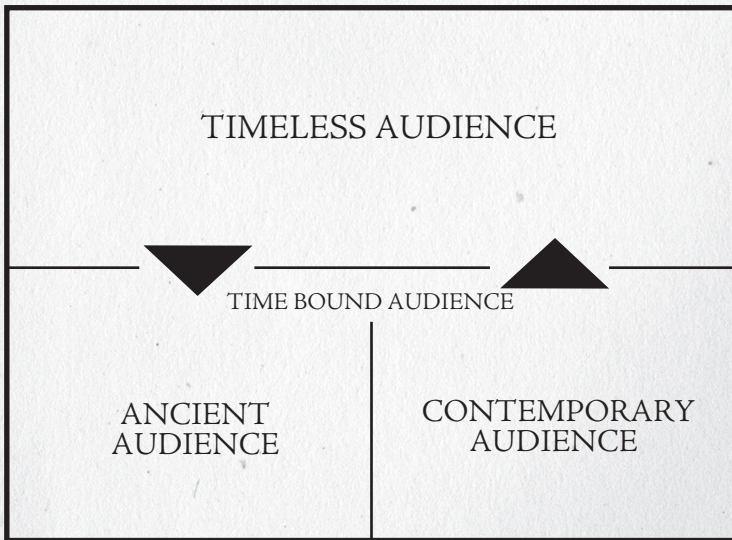 TIMELESS AUDIENCE
TIME BOUND AUDIENCE
ANCIENT
AUDIENCE
CONTEMPORARY
AUDIENCE